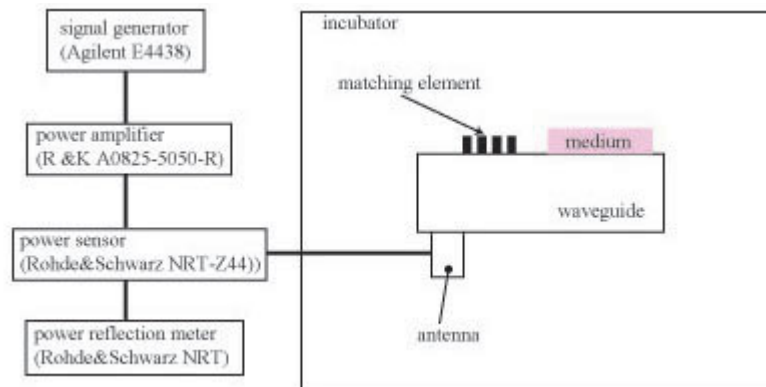 signal generator
(Agilent E4438)
power amplifier
(R &K A0825-5050-R)
power sensor
(Rohde&Schwarz NRT-Z44))
power reflection meter
(Rohde&Schwarz NRT)
incubator
matching element
medium
waveguide
antenna